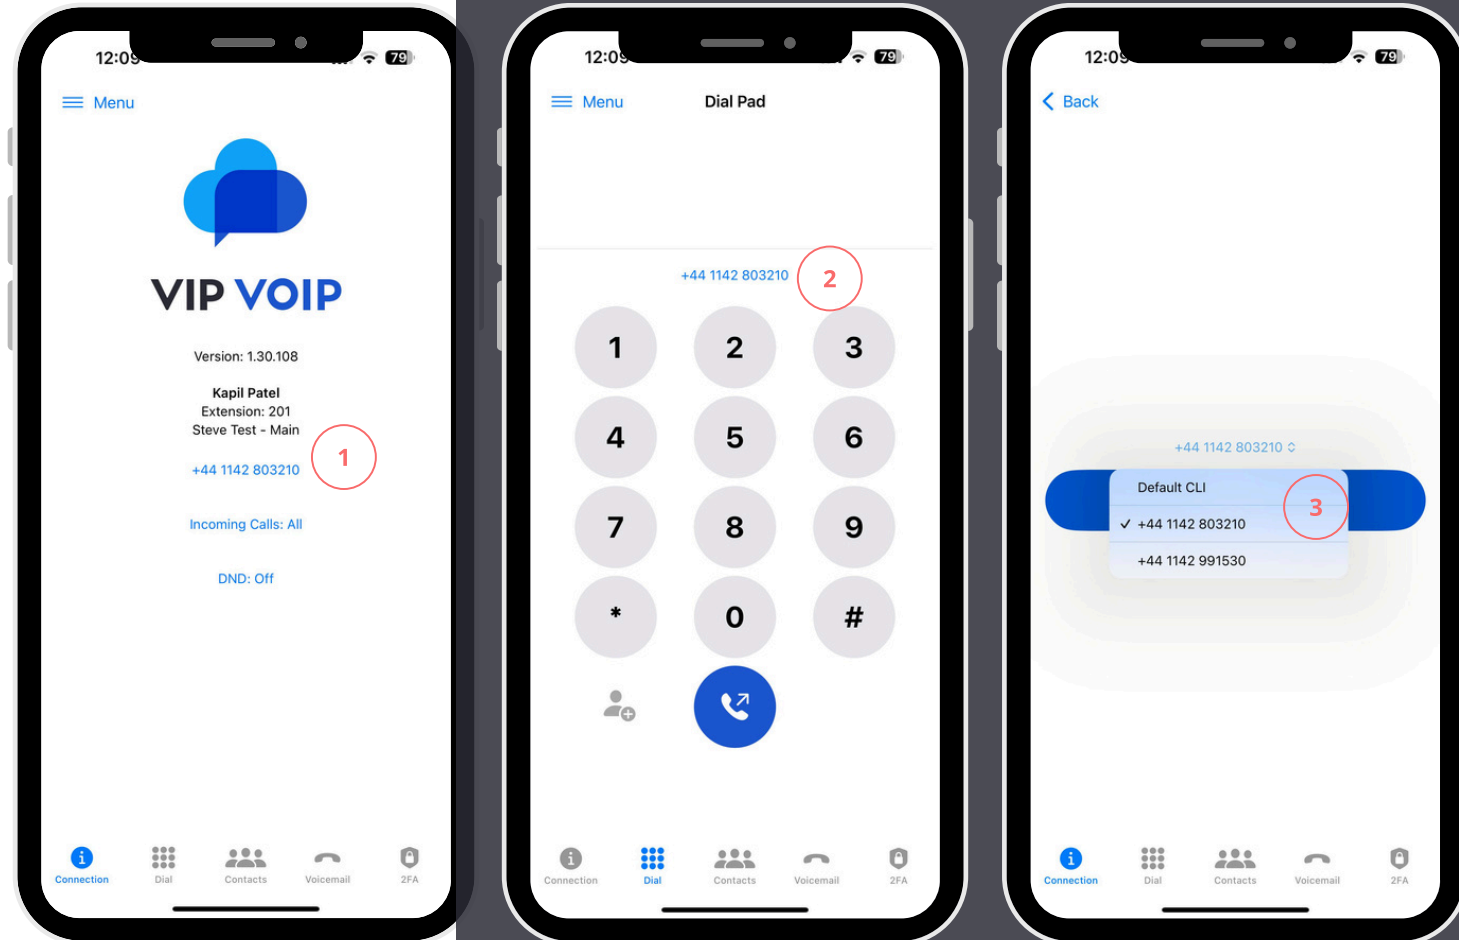 12:09
79
Menu
VIP VOIP
Version: 1.30.108
Kapil Patel
Extension: 201
Steve Test - Main
+44 1142 803210
1
Incoming Calls: All
DND: Off
Connection
Dial
Contacts
Voicemail
2FA
12:09
79
Menu
Dial Pad
+44 1142 803210
2
1 2 3
4 5 6
7 8 9
* 0 #
Connection
Dial
Contacts
Voicemail
2FA
12:09
79
Back
+44 1142 803210
Default CLI
3
✓ +44 1142 803210
+44 1142 991530
Connection
Dial
Contacts
Voicemail
2FA